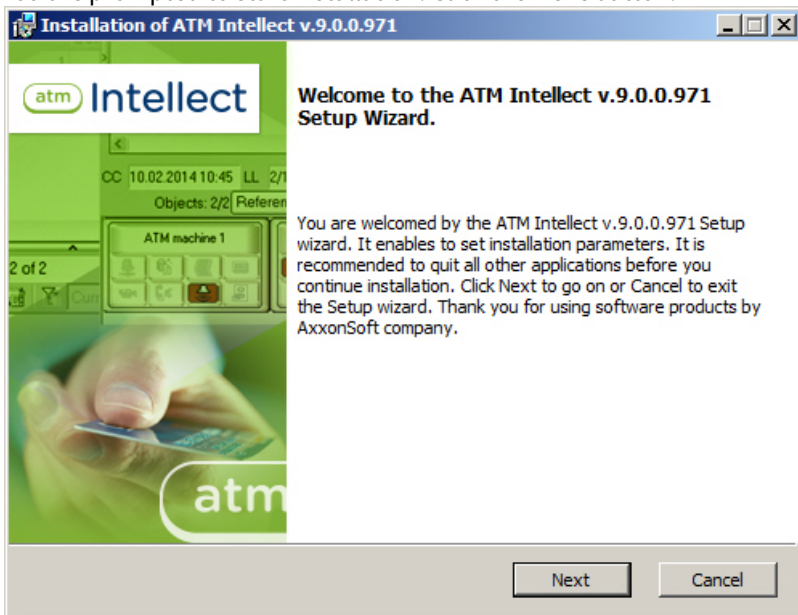 Installation of ATM Intellect v.9.0.0.971
atm Intellect
CC 10.02.2014 10:45 LL 2/1
Objects: 2/2 Referen
ATM machine 1
2 of 2
Curr
atm
Welcome to the ATM Intellect v.9.0.0.971
Setup Wizard.
You are welcomed by the ATM Intellect v.9.0.0.971 Setup
wizard. It enables to set installation parameters. It is
recommended to quit all other applications before you
continue installation. Click Next to go on or Cancel to exit
the Setup wizard. Thank you for using software products by
AxxonSoft company.
Next
Cancel